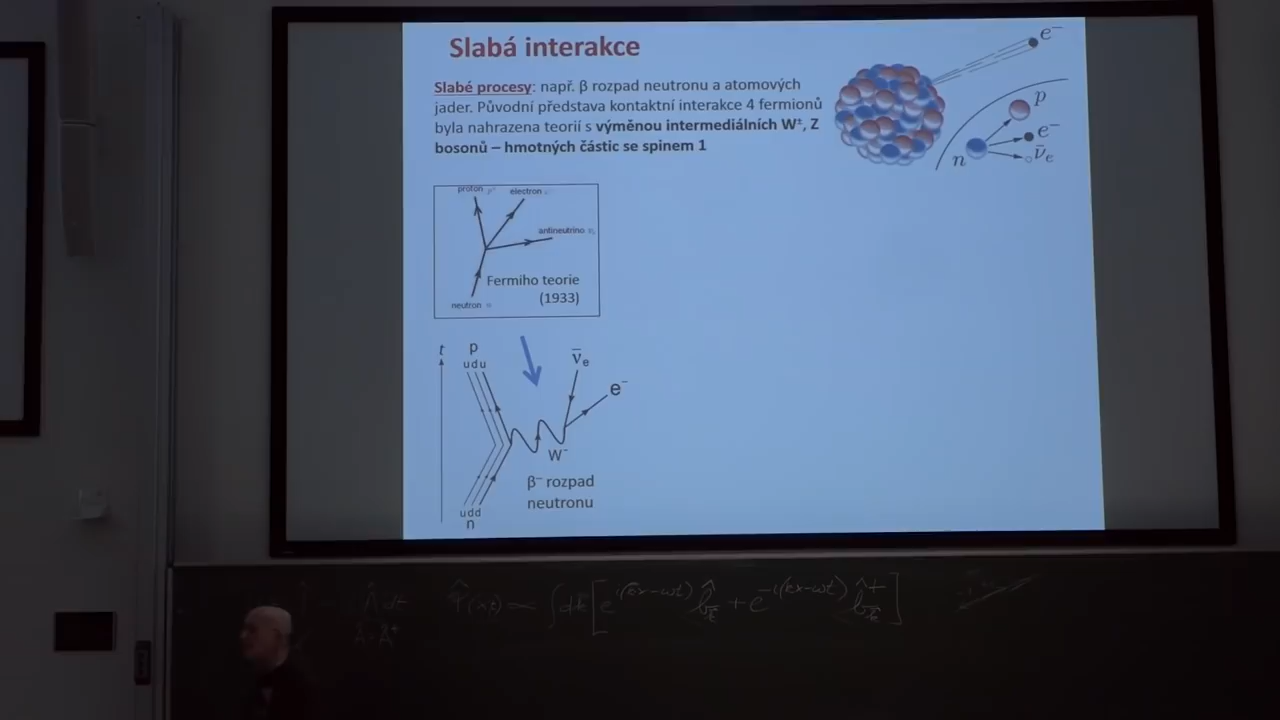 Slabá interakce
Slabé procesy: např. β rozpad neutronu a atomových
jader. Původní představa kontaktní interakce 4 fermionů
byla nahrazena teorií s výměnou intermediálních W±, Z
bosonů – hmotných částic se spinem 1
e⁻
p
e⁻
n
ν̅e
proton
electron
antineutrino
Fermiho teorie
(1933)
neutron
t
p
udu
ν̅e
e⁻
W⁻
β⁻ rozpad
neutronu
udd
n